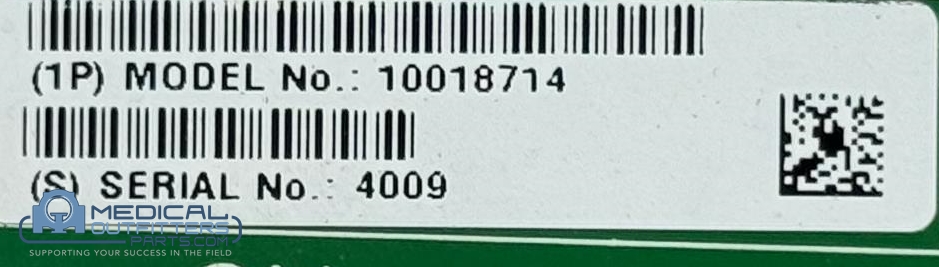 (1P) MODEL No.: 10018714
(S) SERIAL No.: 4009
MEDICAL
OUTFITTERS
PARTS.COM
SUPPORTING YOUR SUCCESS IN THE FIELD